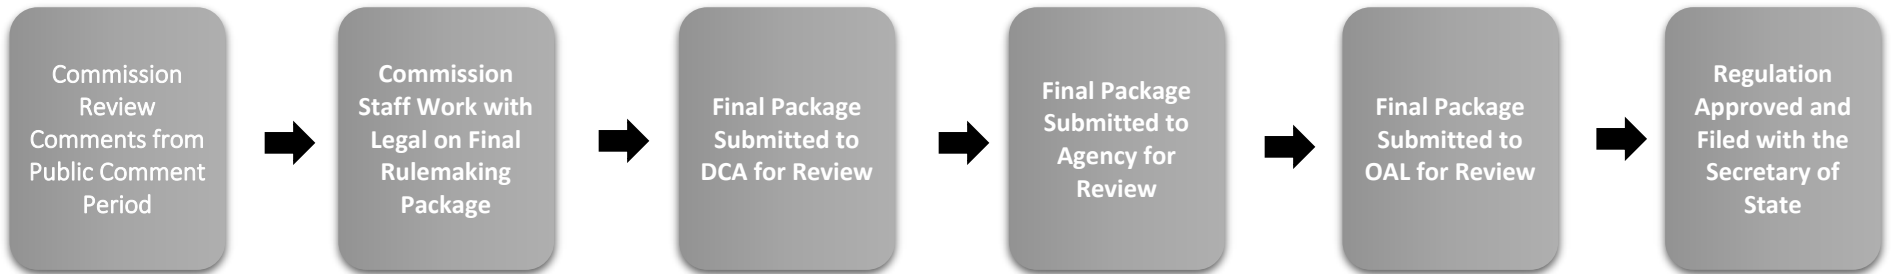 Commission
Review
Comments from
Public Comment
Period
Commission
Staff Work with
Legal on Final
Rulemaking
Package
Final Package
Submitted to
DCA for Review
Final Package
Submitted to
Agency for
Review
Final Package
Submitted to
OAL for Review
Regulation
Approved and
Filed with the
Secretary of
State